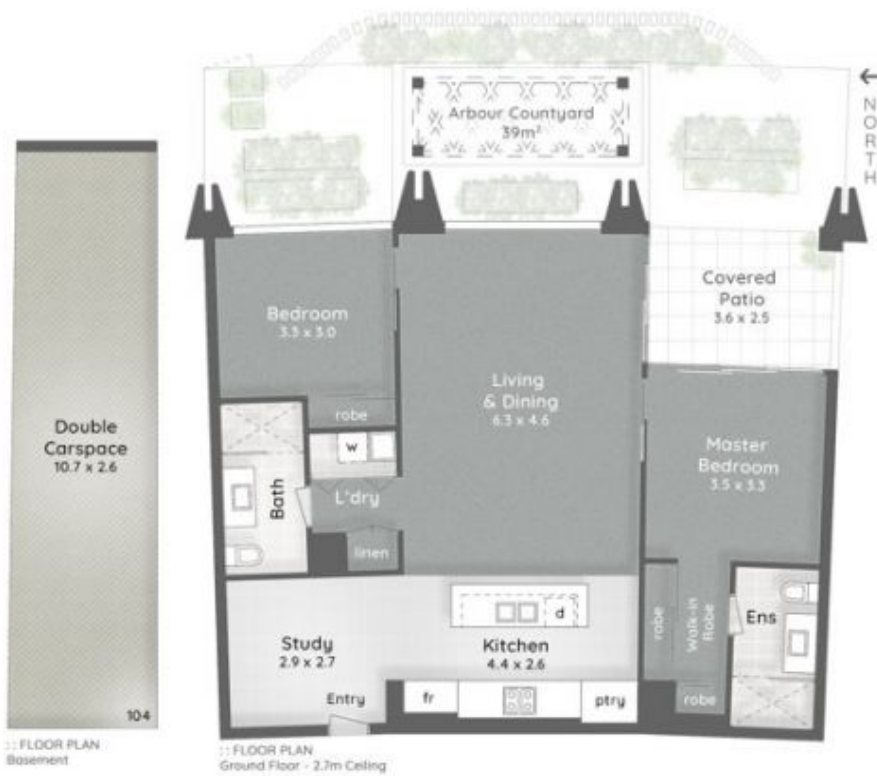 Arbour Countyard
39m²
NORTH
Covered
Patio
3.6 x 2.5
Bedroom
3.3 x 3.0
robe
Living
& Dining
6.3 x 4.6
Double
Carspace
10.7 x 2.6
104
Master
Bedroom
3.5 x 3.3
W
L'dry
Bath
linen
Study
2.9 x 2.7
Kitchen
4.4 x 2.6
d
Entry
fr
ptry
robe
Walk-in
Robe
robe
Ens
:: FLOOR PLAN
Basement
:: FLOOR PLAN
Ground Floor - 2.7m Ceiling